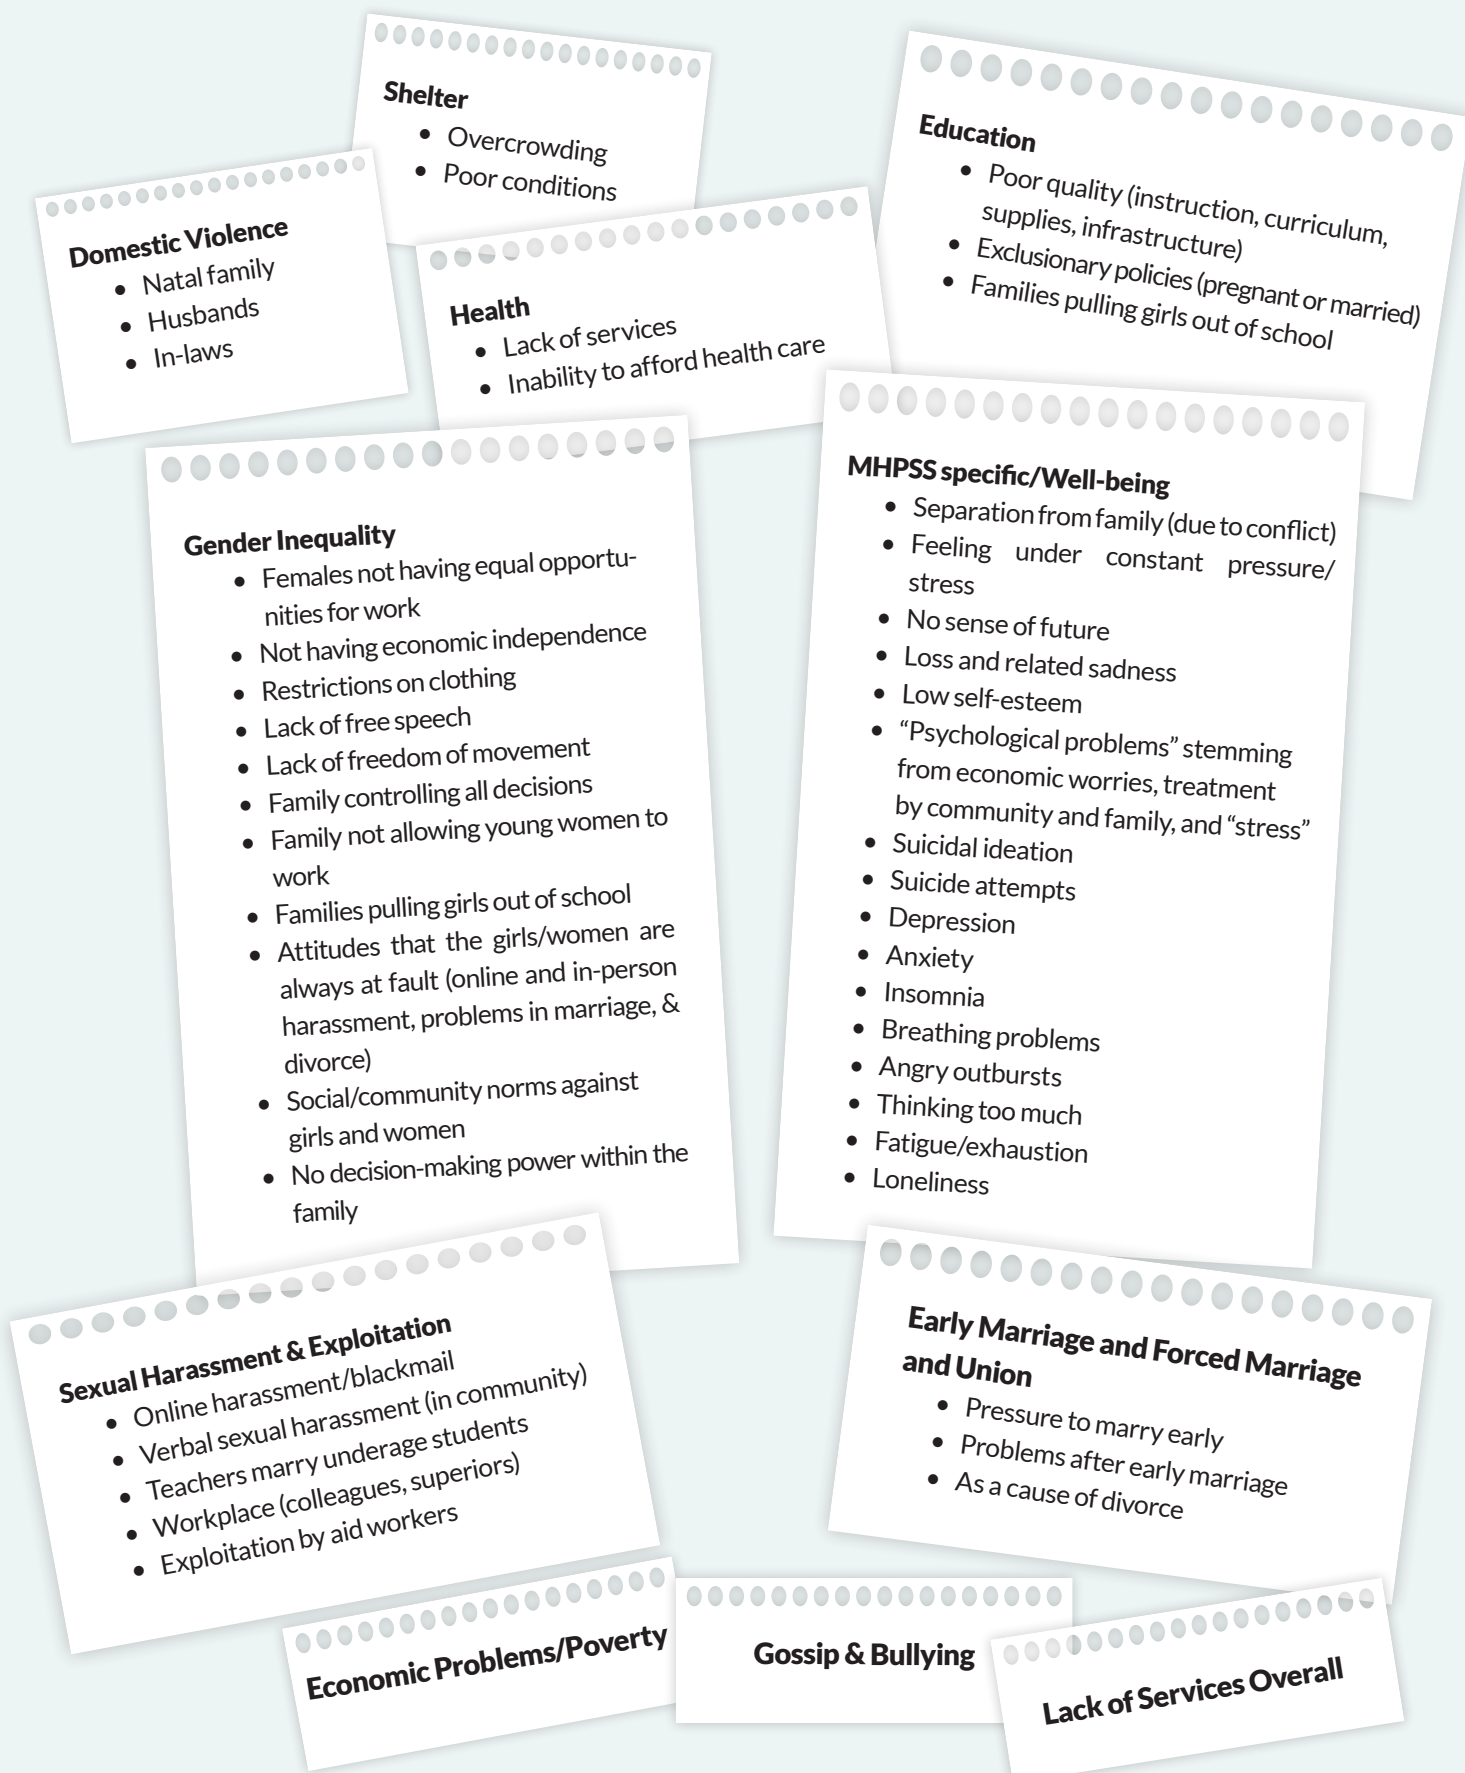 Shelter
• Overcrowding
• Poor conditions
Education
• Poor quality (instruction, curriculum,
supplies, infrastructure)
• Exclusionary policies (pregnant or married)
• Families pulling girls out of school
Domestic Violence
• Natal family
• Husbands
• In-laws
Health
• Lack of services
• Inability to afford health care
Gender Inequality
• Females not having equal opportu-
nities for work
• Not having economic independence
• Restrictions on clothing
• Lack of free speech
• Lack of freedom of movement
• Family controlling all decisions
• Family not allowing young women to
work
• Families pulling girls out of school
• Attitudes that the girls/women are
always at fault (online and in-person
harassment, problems in marriage, &
divorce)
• Social/community norms against
girls and women
• No decision-making power within the
family
MHPSS specific/Well-being
• Separation from family (due to conflict)
• Feeling under constant pressure/
stress
• No sense of future
• Loss and related sadness
• Low self-esteem
• “Psychological problems” stemming
from economic worries, treatment
by community and family, and “stress”
• Suicidal ideation
• Suicide attempts
• Depression
• Anxiety
• Insomnia
• Breathing problems
• Angry outbursts
• Thinking too much
• Fatigue/exhaustion
• Loneliness
Sexual Harassment & Exploitation
• Online harassment/blackmail
• Verbal sexual harassment (in community)
• Teachers marry underage students
• Workplace (colleagues, superiors)
• Exploitation by aid workers
Early Marriage and Forced Marriage
and Union
• Pressure to marry early
• Problems after early marriage
• As a cause of divorce
Economic Problems/Poverty
Gossip & Bullying
Lack of Services Overall